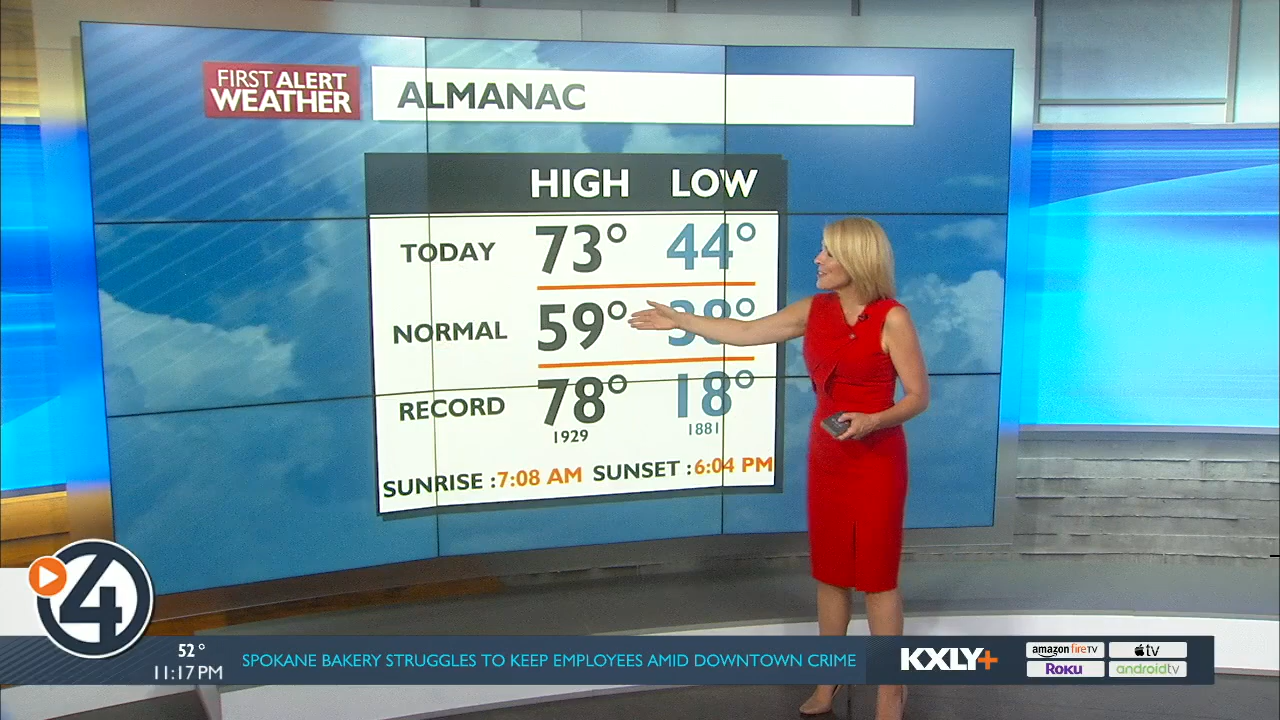 FIRST ALERT
WEATHER
ALMANAC
HIGH LOW
TODAY 73° 44°
NORMAL 59° 38°
RECORD 78° 18°
1929 1881
SUNRISE :7:08 AM SUNSET :6:04 PM
4
52°
11:17 PM
SPOKANE BAKERY STRUGGLES TO KEEP EMPLOYEES AMID DOWNTOWN CRIME
KXLY+
amazon fireTV
tv
ROKU
androidtv